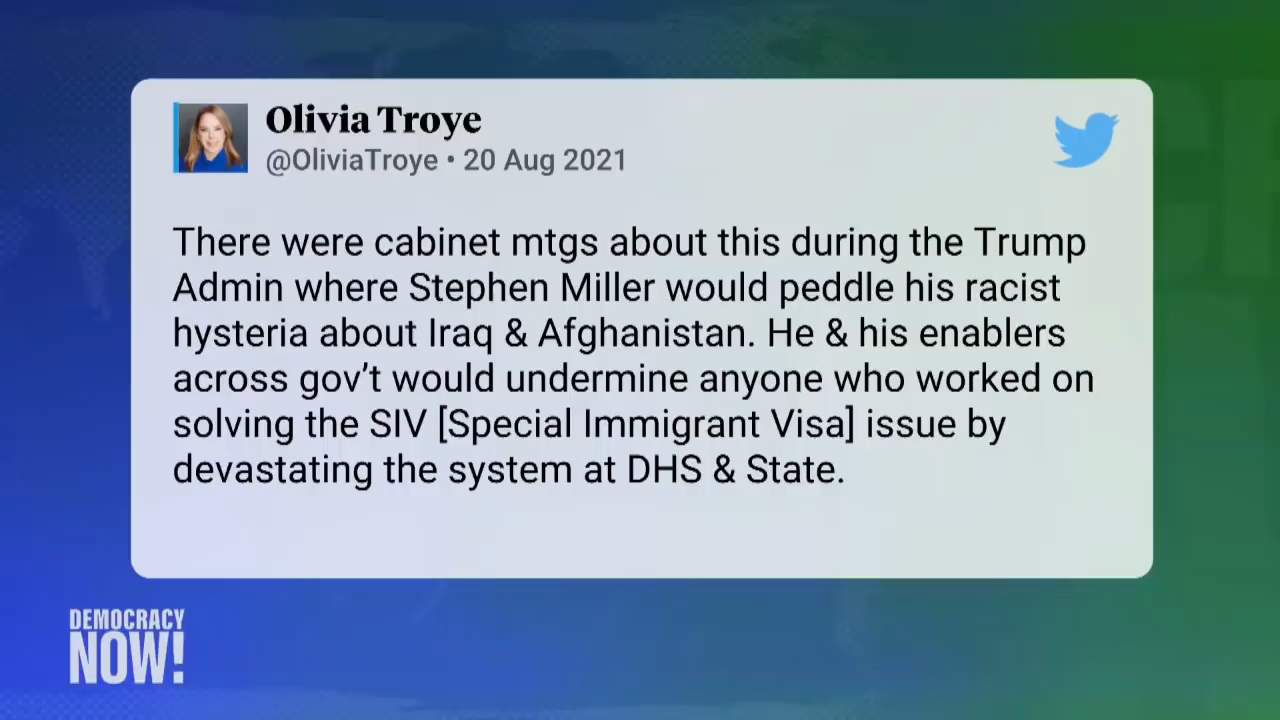 Olivia Troye
@OliviaTroye • 20 Aug 2021
There were cabinet mtgs about this during the Trump
Admin where Stephen Miller would peddle his racist
hysteria about Iraq & Afghanistan. He & his enablers
across gov’t would undermine anyone who worked on
solving the SIV [Special Immigrant Visa] issue by
devastating the system at DHS & State.
DEMOCRACY
NOW!